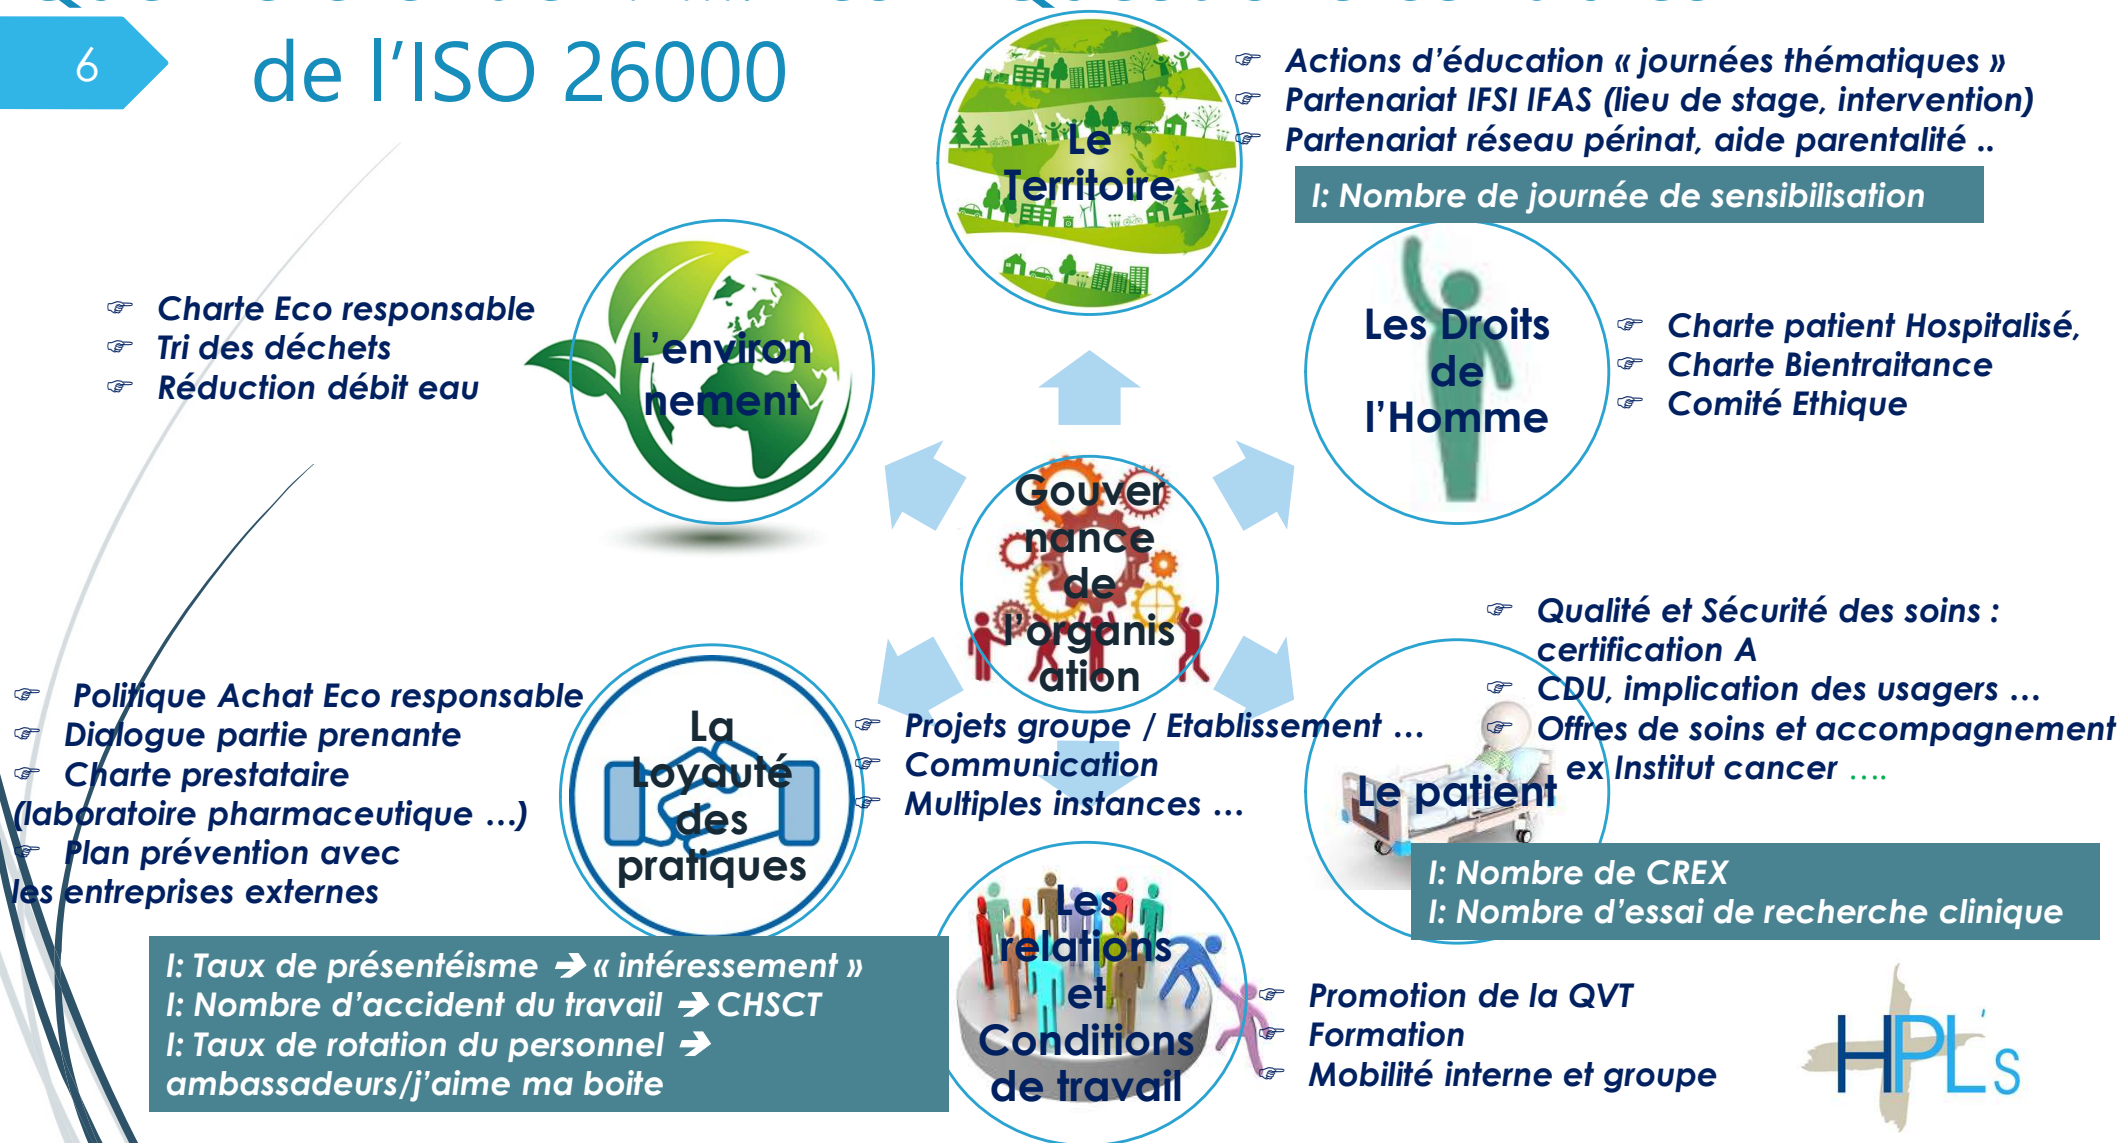 6
de l’ISO 26000
Le
Territoire
Actions d’éducation « journées thématiques »
Partenariat IFSI IFAS (lieu de stage, intervention)
Partenariat réseau périnat, aide parentalité ..
I: Nombre de journée de sensibilisation
Charte Eco responsable
Tri des déchets
Réduction débit eau
L’environ
nement
Les Droits
de
l’Homme
Charte patient Hospitalisé,
Charte Bientraitance
Comité Ethique
Gouver
nance
de
l’organis
ation
Projets groupe / Etablissement ...
Communication
Multiples instances ...
Qualité et Sécurité des soins :
certification A
CDU, implication des usagers ...
Offres de soins et accompagnement
ex Institut cancer ....
Le patient
I: Nombre de CREX
I: Nombre d’essai de recherche clinique
Politique Achat Eco responsable
Dialogue partie prenante
Charte prestataire
(laboratoire pharmaceutique ...)
Plan prévention avec
les entreprises externes
La
Loyauté
des
pratiques
I: Taux de présentéisme ➔ « intéressement »
I: Nombre d’accident du travail ➔ CHSCT
I: Taux de rotation du personnel ➔
ambassadeurs/j’aime ma boite
Les
relations
et
Conditions
de travail
Promotion de la QVT
Formation
Mobilité interne et groupe
HPL's